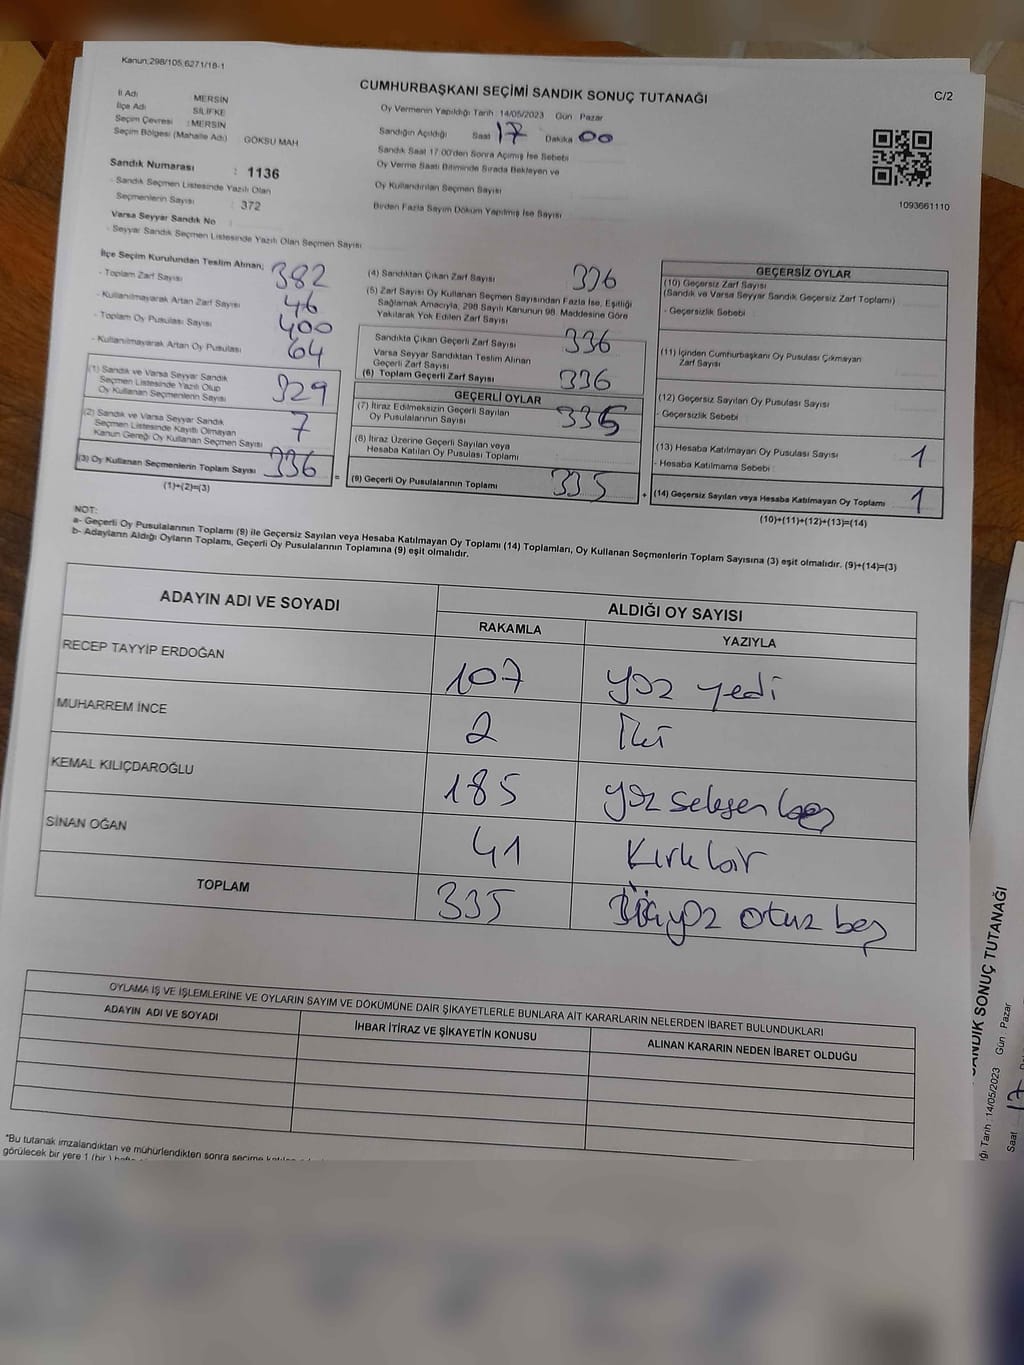 Kanun;298/105;6271/18-1
CUMHURBAŞKANI SEÇİMİ SANDIK SONUÇ TUTANAĞI
C/2
İl Adı : MERSİN
İlçe Adı : SİLİFKE
Seçim Çevresi : MERSİN
Seçim Bölgesi (Mahalle Adı) GÖKSU MAH
Oy Vermenin Yapıldığı Tarih : 14/05/2023 Gün : Pazar
Sandığın Açıldığı Saat 17 Dakika 00
Sandık Saat 17:00'den Sonra Açımış İse Sebebi
Oy Verme Saati Bitiminde Sırada Bekleyen ve
Oy Kullandırılan Seçmen Sayısı
Birden Fazla Sayım Döküm Yapılmış İse Sayısı
1093661110
Sandık Numarası : 1136
- Sandık Seçmen Listesinde Yazılı Olan
Seçmenlerin Sayısı : 372
Varsa Seyyar Sandık No
- Seyyar Sandık Seçmen Listesinde Yazılı Olan Seçmen Sayısı
İlçe Seçim Kurulundan Teslim Alınan;
- Toplam Zarf Sayısı 382
- Kullanılmayarak Artan Zarf Sayısı 46
- Toplam Oy Pusulası Sayısı 400
- Kullanılmayarak Artan Oy Pusulası 64
(1) Sandık ve Varsa Seyyar Sandık
Seçmen Listesinde Yazılı Olup
Oy Kullanan Seçmenlerin Sayısı 329
(2) Sandık ve Varsa Seyyar Sandık
Seçmen Listesinde Kayıtlı Olmayan
Kanun Gereği Oy Kullanan Seçmen Sayısı 7
(3) Oy Kullanan Seçmenlerin Toplam Sayısı 336
(1)+(2)=(3)
=
(4) Sandıktan Çıkan Zarf Sayısı 336
(5) Zarf Sayısı Oy Kullanan Seçmen Sayısından Fazla İse, Eşitliği
Sağlamak Amacıyla, 298 Sayılı Kanunun 98. Maddesine Göre
Yakılarak Yok Edilen Zarf Sayısı
Sandıkta Çıkan Geçerli Zarf Sayısı 336
Varsa Seyyar Sandıktan Teslim Alınan
Geçerli Zarf Sayısı
(6) Toplam Geçerli Zarf Sayısı 336
GEÇERLİ OYLAR
(7) İtiraz Edilmeksizin Geçerli Sayılan
Oy Pusulalarının Sayısı 335
(8) İtiraz Üzerine Geçerli Sayılan veya
Hesaba Katılan Oy Pusulası Toplamı
(9) Geçerli Oy Pusulalarının Toplamı 335
+
GEÇERSİZ OYLAR
(10) Geçersiz Zarf Sayısı
(Sandık ve Varsa Seyyar Sandık Geçersiz Zarf Toplamı)
- Geçersizlik Sebebi
(11) İçinden Cumhurbaşkanı Oy Pusulası Çıkmayan
Zarf Sayısı
(12) Geçersiz Sayılan Oy Pusulası Sayısı
- Geçersizlik Sebebi
(13) Hesaba Katılmayan Oy Pusulası Sayısı 1
- Hesaba Katılmama Sebebi
(14) Geçersiz Sayılan veya Hesaba Katılmayan Oy Toplamı 1
(10)+(11)+(12)+(13)=(14)
NOT:
a- Geçerli Oy Pusulalarının Toplamı (9) ile Geçersiz Sayılan veya Hesaba Katılmayan Oy Toplamı (14) Toplamları, Oy Kullanan Seçmenlerin Toplam Sayısına (3) eşit olmalıdır. (9)+(14)=(3)
b- Adayların Aldığı Oyların Toplamı, Geçerli Oy Pusulalarının Toplamına (9) eşit olmalıdır.
ADAYIN ADI VE SOYADI ALDIĞI OY SAYISI
RAKAMLA YAZIYLA
RECEP TAYYİP ERDOĞAN 107 yüz yedi
MUHARREM İNCE 2 İki
KEMAL KILIÇDAROĞLU 185 yüz seksen beş
SİNAN OĞAN 41 Kırk bir
TOPLAM 335 üçyüz otuz beş
OYLAMA İŞ VE İŞLEMLERİNE VE OYLARIN SAYIM VE DÖKÜMÜNE DAİR ŞİKAYETLERLE BUNLARA AİT KARARLARIN NELERDEN İBARET BULUNDUKLARI
ADAYIN ADI VE SOYADI İHBAR İTİRAZ VE ŞİKAYETİN KONUSU ALINAN KARARIN NEDEN İBARET OLDUĞU
*Bu tutanak imzalandıktan ve mühürlendikten sonra seçime
görülecek bir yere 1 (bir)
SANDIK SONUÇ TUTANAĞI
Tarih : 14/05/2023 Gün : Pazar
Saat 17